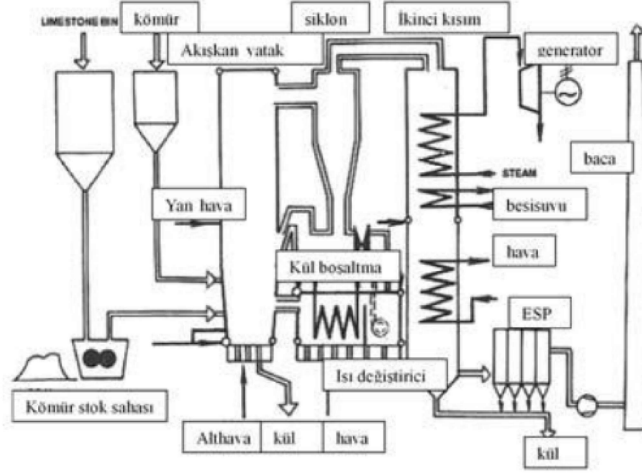 LIMESTONE BIN
kömür
siklon
İkinci kısım
Akışkan vatak
generator
baca
STEAM
Yan hava
besisuvu
Kül boşaltma
hava
ESP
Isı değiştirici
Kömür stok sahası
Althava
kül
hava
kül